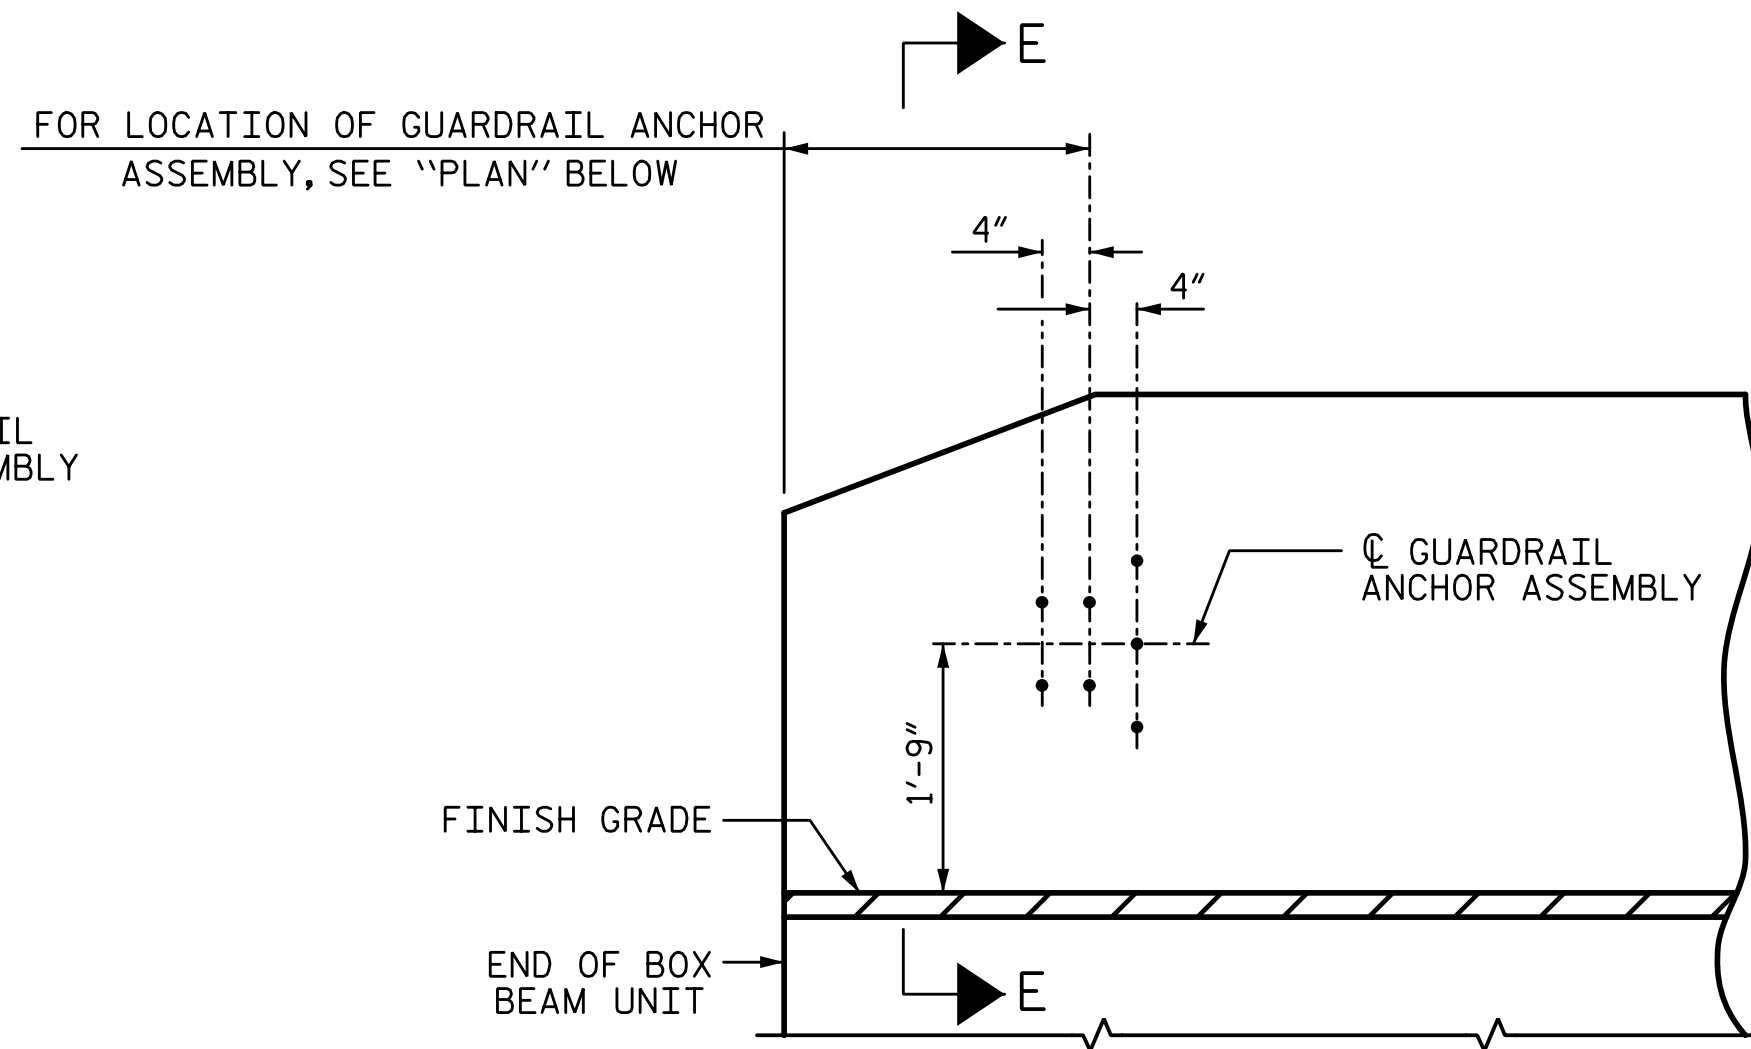 E
FOR LOCATION OF GUARDRAIL ANCHOR
ASSEMBLY, SEE "PLAN" BELOW
4"
4"
℄ GUARDRAIL
ANCHOR ASSEMBLY
1'-9"
FINISH GRADE
END OF BOX
BEAM UNIT
E